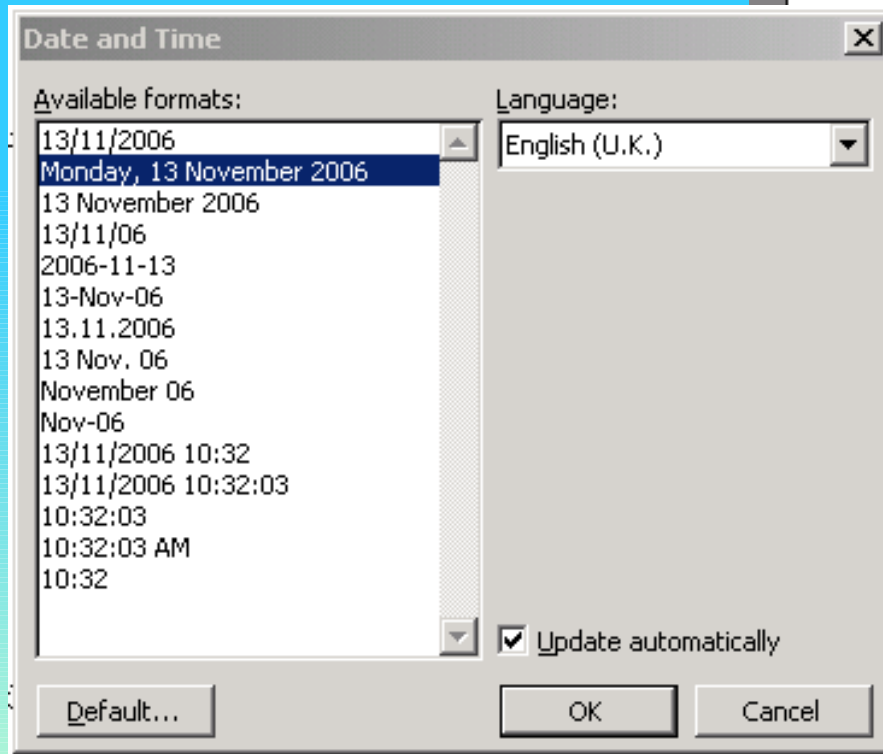 Date and Time
Available formats:
13/11/2006
Monday, 13 November 2006
13 November 2006
13/11/06
2006-11-13
13-Nov-06
13.11.2006
13 Nov. 06
November 06
Nov-06
13/11/2006 10:32
13/11/2006 10:32:03
10:32:03
10:32:03 AM
10:32
Language:
English (U.K.)
Update automatically
Default...
OK
Cancel